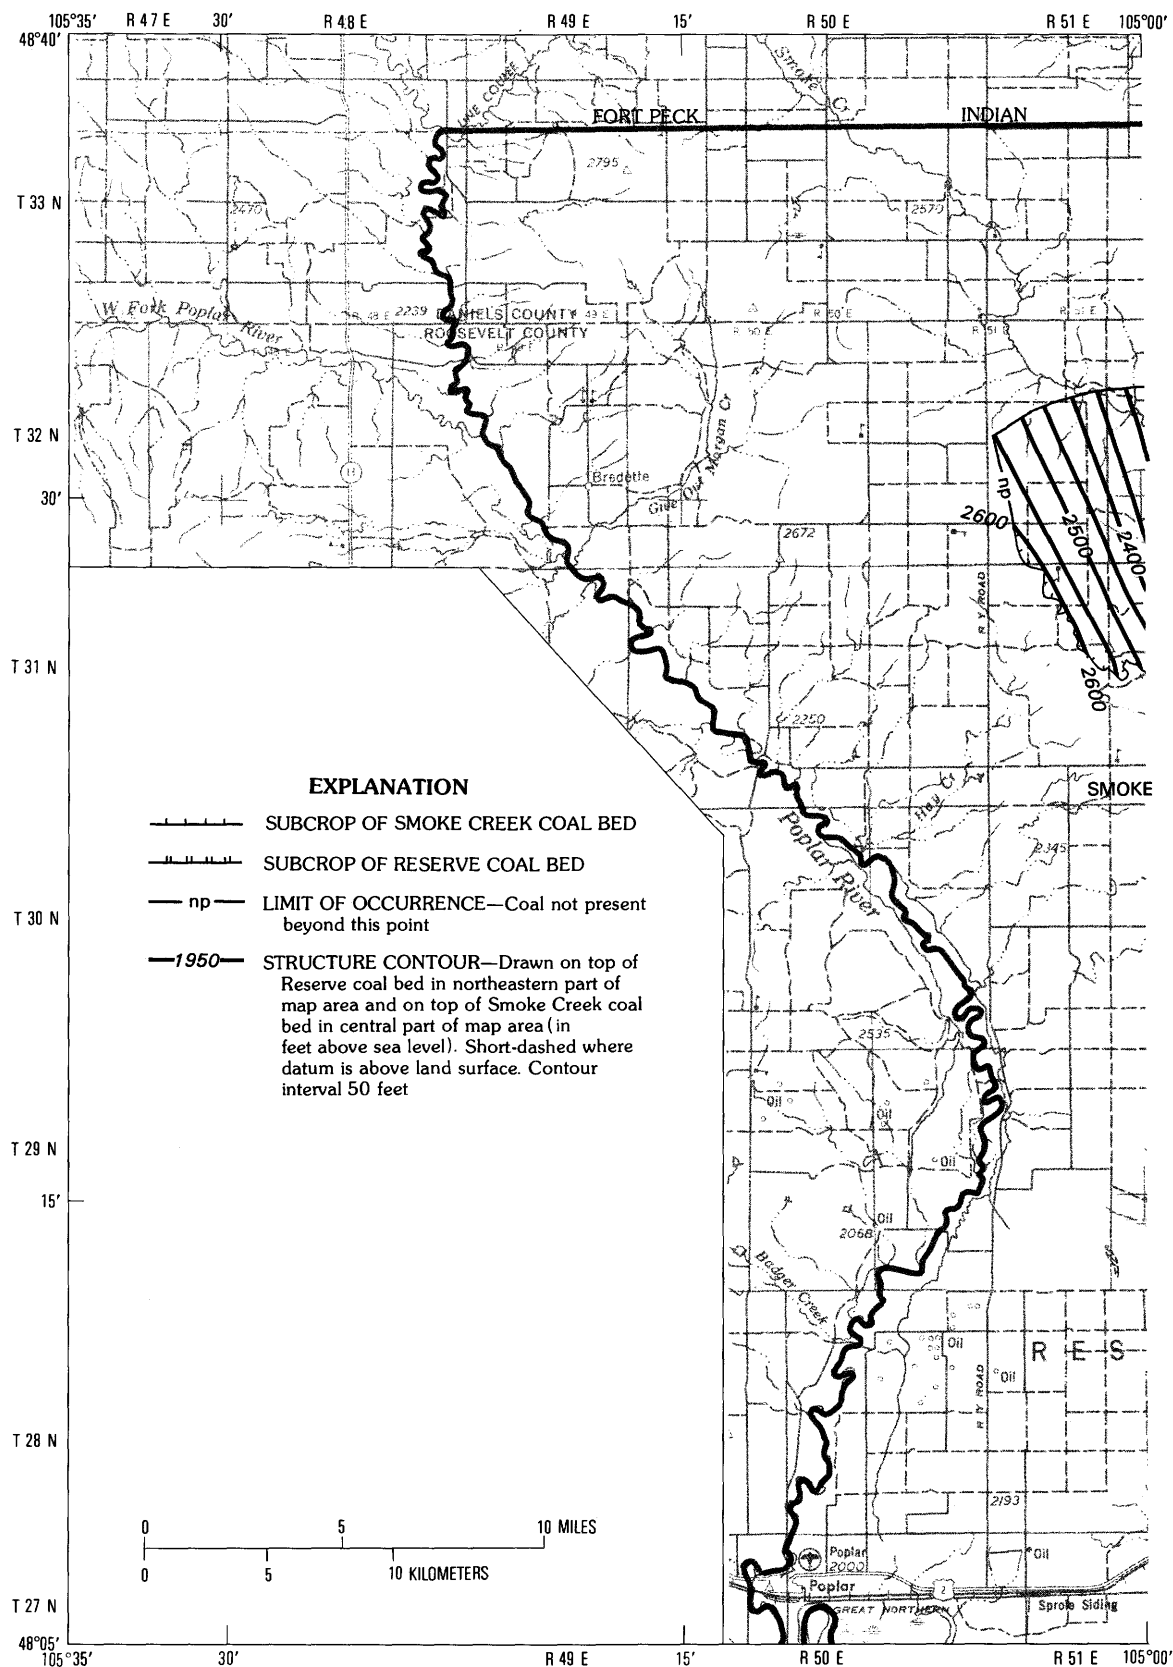 105°35' R 47 E 30' R 48 E R 49 E 15' R 50 E R 51 E 105°00'
48°40'
Smoke Cr
FORT PECK INDIAN
2795
T 33 N
2470
2570
W Fork Poplar River
2239 DANIELS COUNTY
ROOSEVELT COUNTY
R 50 E
R 51 E
T 32 N
Give Out Morgan Cr
Bredette
30'
np
2600
2500
2400
2672
R Y ROAD
T 31 N
2600
2250
SMOKE
Hay Cr
Poplar River
2345
EXPLANATION
SUBCROP OF SMOKE CREEK COAL BED
SUBCROP OF RESERVE COAL BED
np LIMIT OF OCCURRENCE—Coal not present
beyond this point
T 30 N
1950 STRUCTURE CONTOUR—Drawn on top of
Reserve coal bed in northeastern part of
map area and on top of Smoke Creek coal
bed in central part of map area (in
feet above sea level). Short-dashed where
datum is above land surface. Contour
interval 50 feet
2535
Oil
Oil
T 29 N
Oil
15'
Oil
2068
Badger Creek
Oil
R E S
Oil
R Y ROAD
T 28 N
2193
0 5 10 MILES
0 5 10 KILOMETERS
Oil
Poplar
2000
Poplar
2
GREAT NORTHERN
Sprole Siding
T 27 N
48°05'
105°35' 30' R 49 E 15' R 50 E R 51 E 105°00'